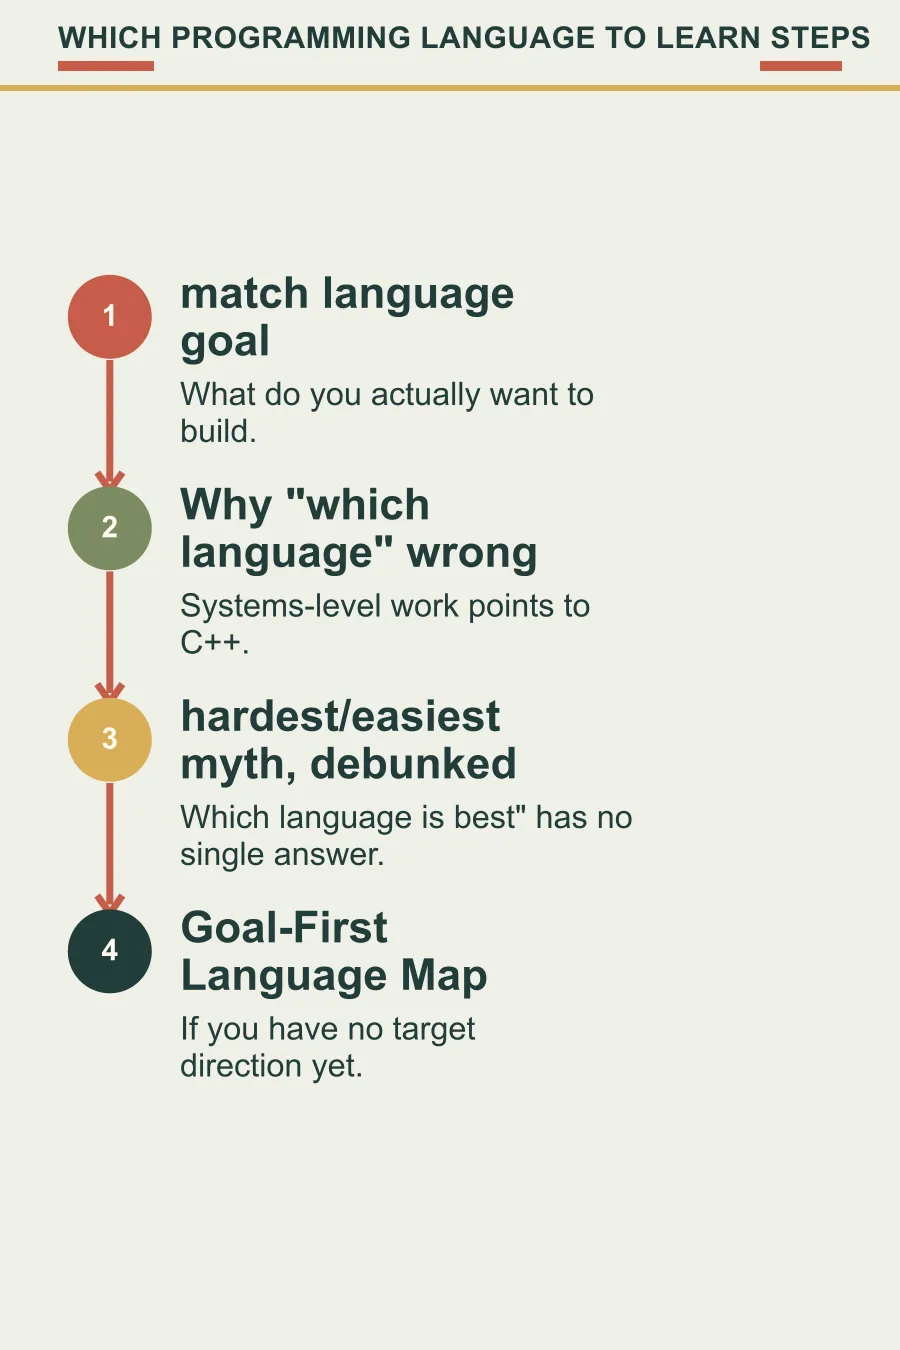 WHICH PROGRAMMING LANGUAGE TO LEARN STEPS
1
match language
goal
What do you actually want to
build.
2
Why "which
language" wrong
Systems-level work points to
C++.
3
hardest/easiest
myth, debunked
Which language is best" has no
single answer.
4
Goal-First
Language Map
If you have no target
direction yet.